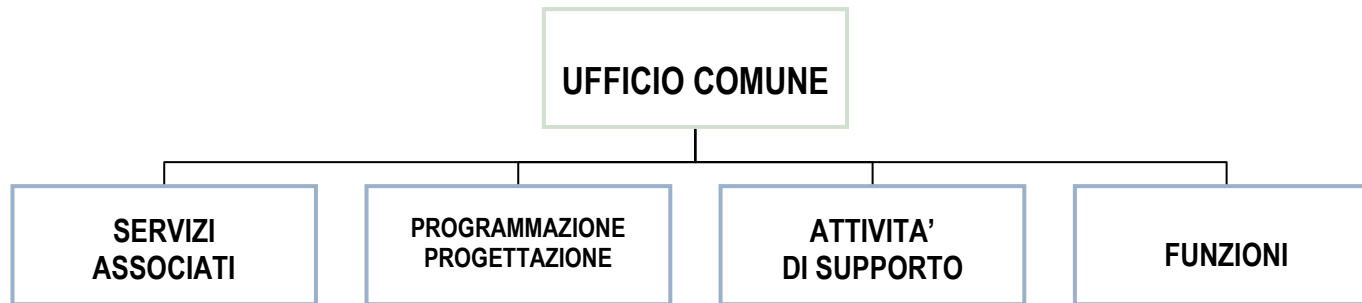 UFFICIO COMUNE
SERVIZI
ASSOCIATI
PROGRAMMAZIONE
PROGETTAZIONE
ATTIVITA’
DI SUPPORTO
FUNZIONI